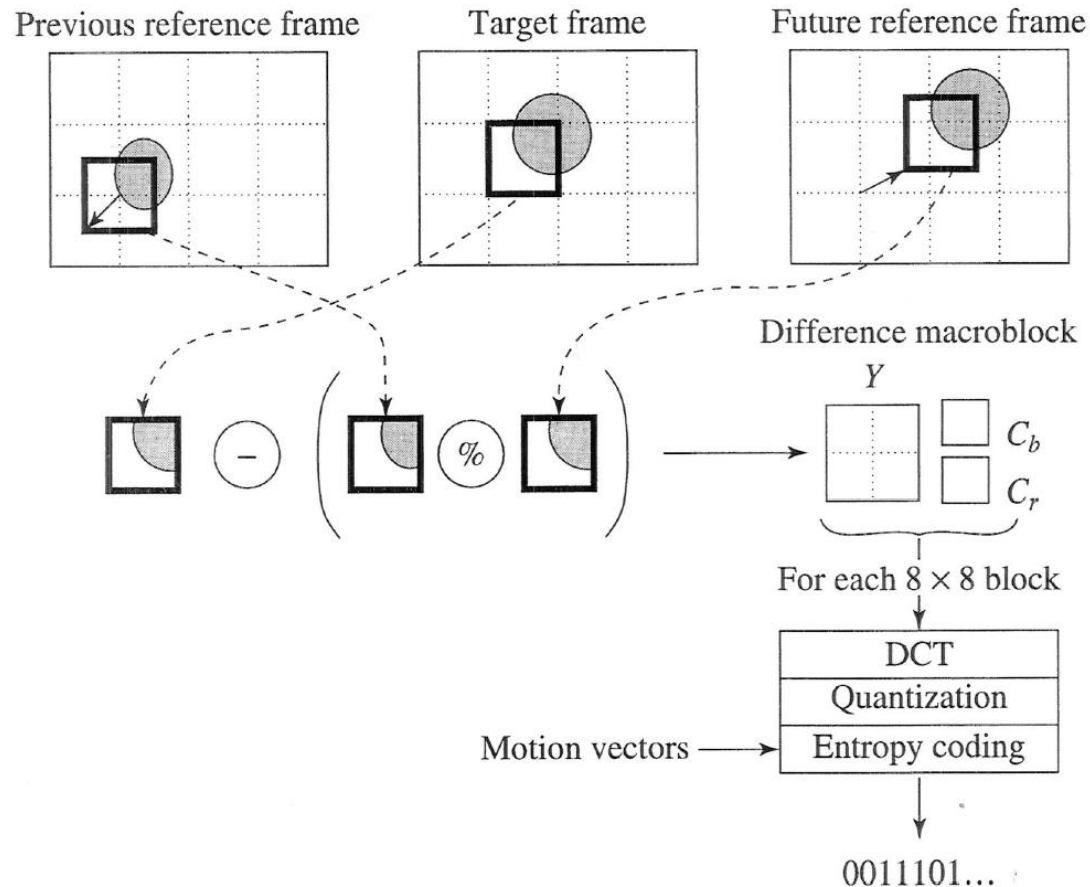 Previous reference frame
Target frame
Future reference frame
Difference macroblock
Y
−
%
C_b
C_r
For each 8 × 8 block
DCT
Quantization
Motion vectors
Entropy coding
0011101...